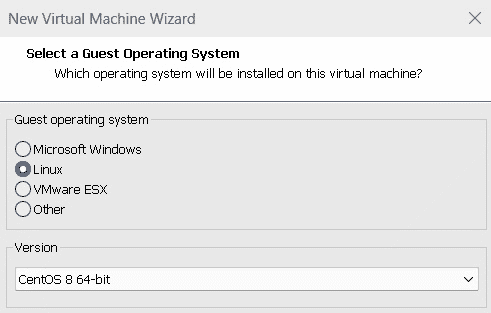 New Virtual Machine Wizard
Select a Guest Operating System
Which operating system will be installed on this virtual machine?
Guest operating system
Microsoft Windows
Linux
VMware ESX
Other
Version
CentOS 8 64-bit